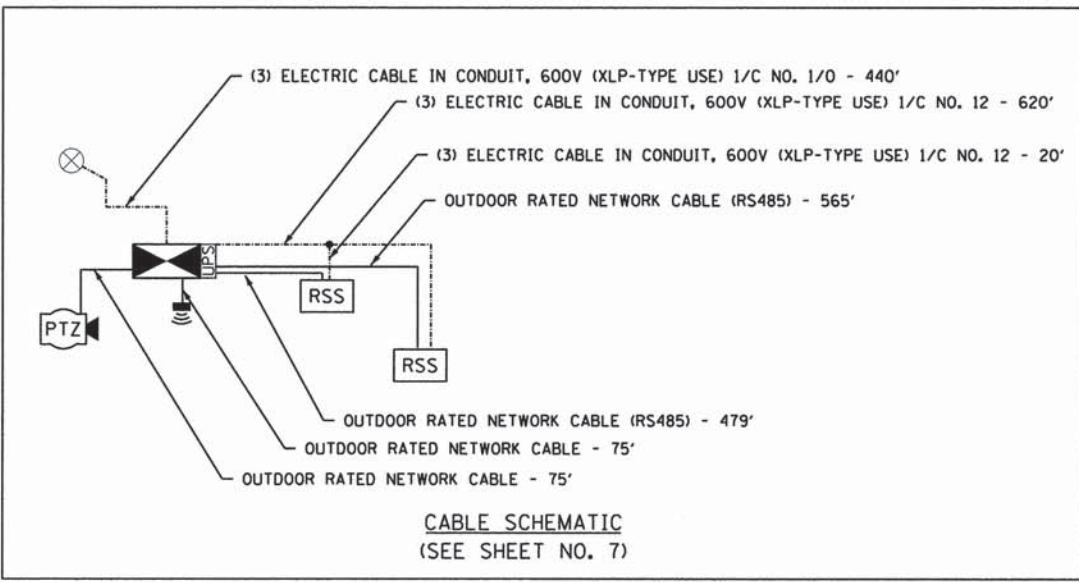 (3) ELECTRIC CABLE IN CONDUIT, 600V (XLP-TYPE USE) 1/C NO. 1/0 - 440'
(3) ELECTRIC CABLE IN CONDUIT, 600V (XLP-TYPE USE) 1/C NO. 12 - 620'
(3) ELECTRIC CABLE IN CONDUIT, 600V (XLP-TYPE USE) 1/C NO. 12 - 20'
OUTDOOR RATED NETWORK CABLE (RS485) - 565'
UPS
RSS
PTZ
RSS
OUTDOOR RATED NETWORK CABLE (RS485) - 479'
OUTDOOR RATED NETWORK CABLE - 75'
OUTDOOR RATED NETWORK CABLE - 75'
CABLE SCHEMATIC
(SEE SHEET NO. 7)